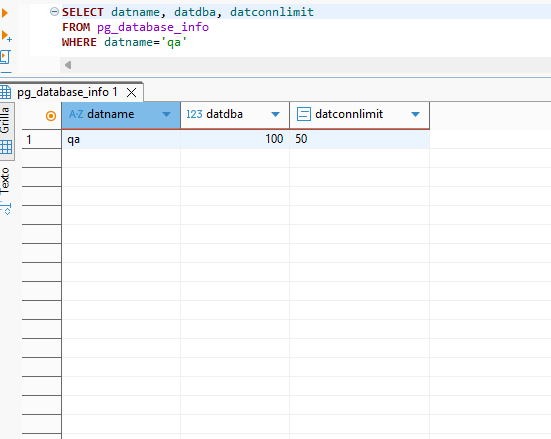 SELECT datname, datdba, datconnlimit
FROM pg_database_info
WHERE datname='qa'
pg_database_info 1
Grilla
Texto
A-Z datname
123 datdba
datconnlimit
1 qa 100 50